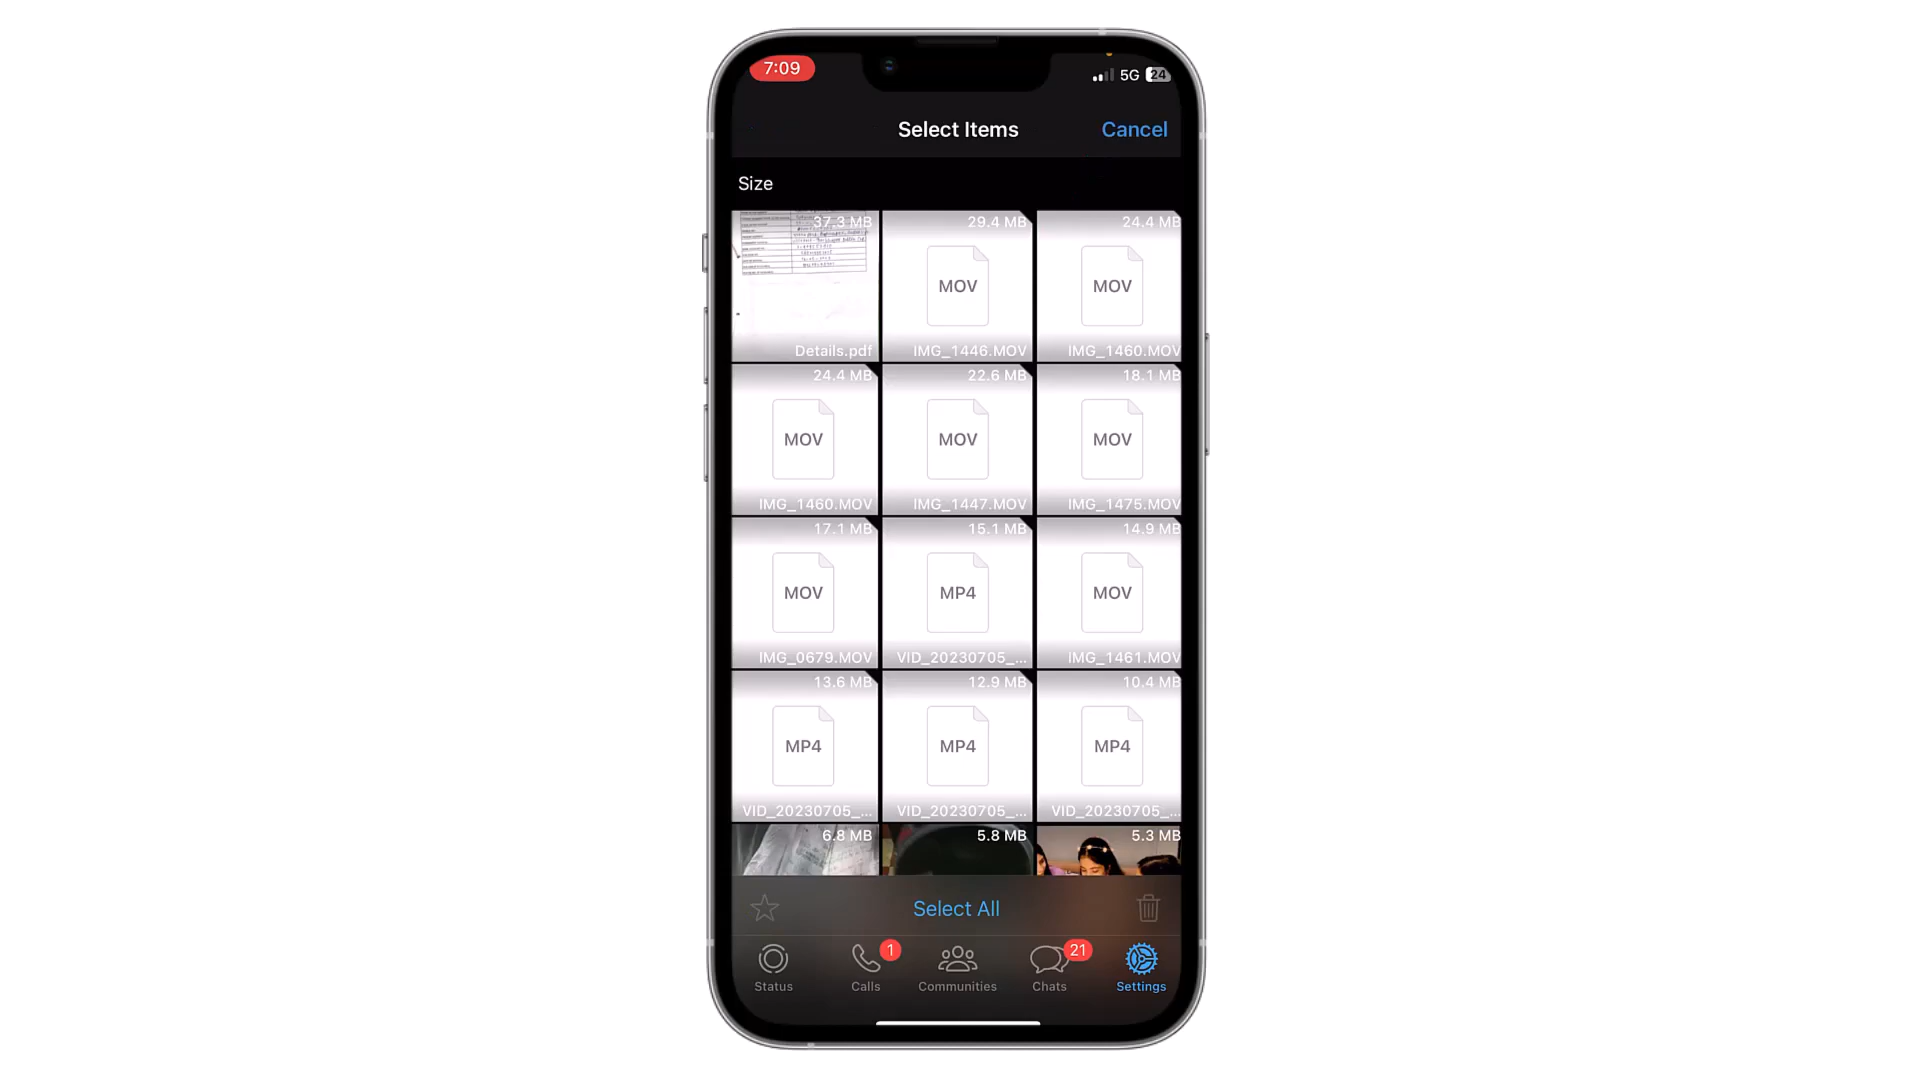 7:09
5G 24
Select Items
Cancel
Size
37.3 MB
29.4 MB
24.4 MB
MOV
MOV
Details.pdf
IMG_1446.MOV
IMG_1460.MOV
24.4 MB
22.6 MB
18.1 MB
MOV
MOV
MOV
IMG_1460.MOV
IMG_1447.MOV
IMG_1475.MOV
17.1 MB
15.1 MB
14.9 MB
MOV
MP4
MOV
IMG_0679.MOV
VID_20230705_...
IMG_1461.MOV
13.6 MB
12.9 MB
10.4 MB
MP4
MP4
MP4
VID_20230705_...
VID_20230705_...
VID_20230705_...
6.8 MB
5.8 MB
5.3 MB
Select All
1
21
Status
Calls
Communities
Chats
Settings